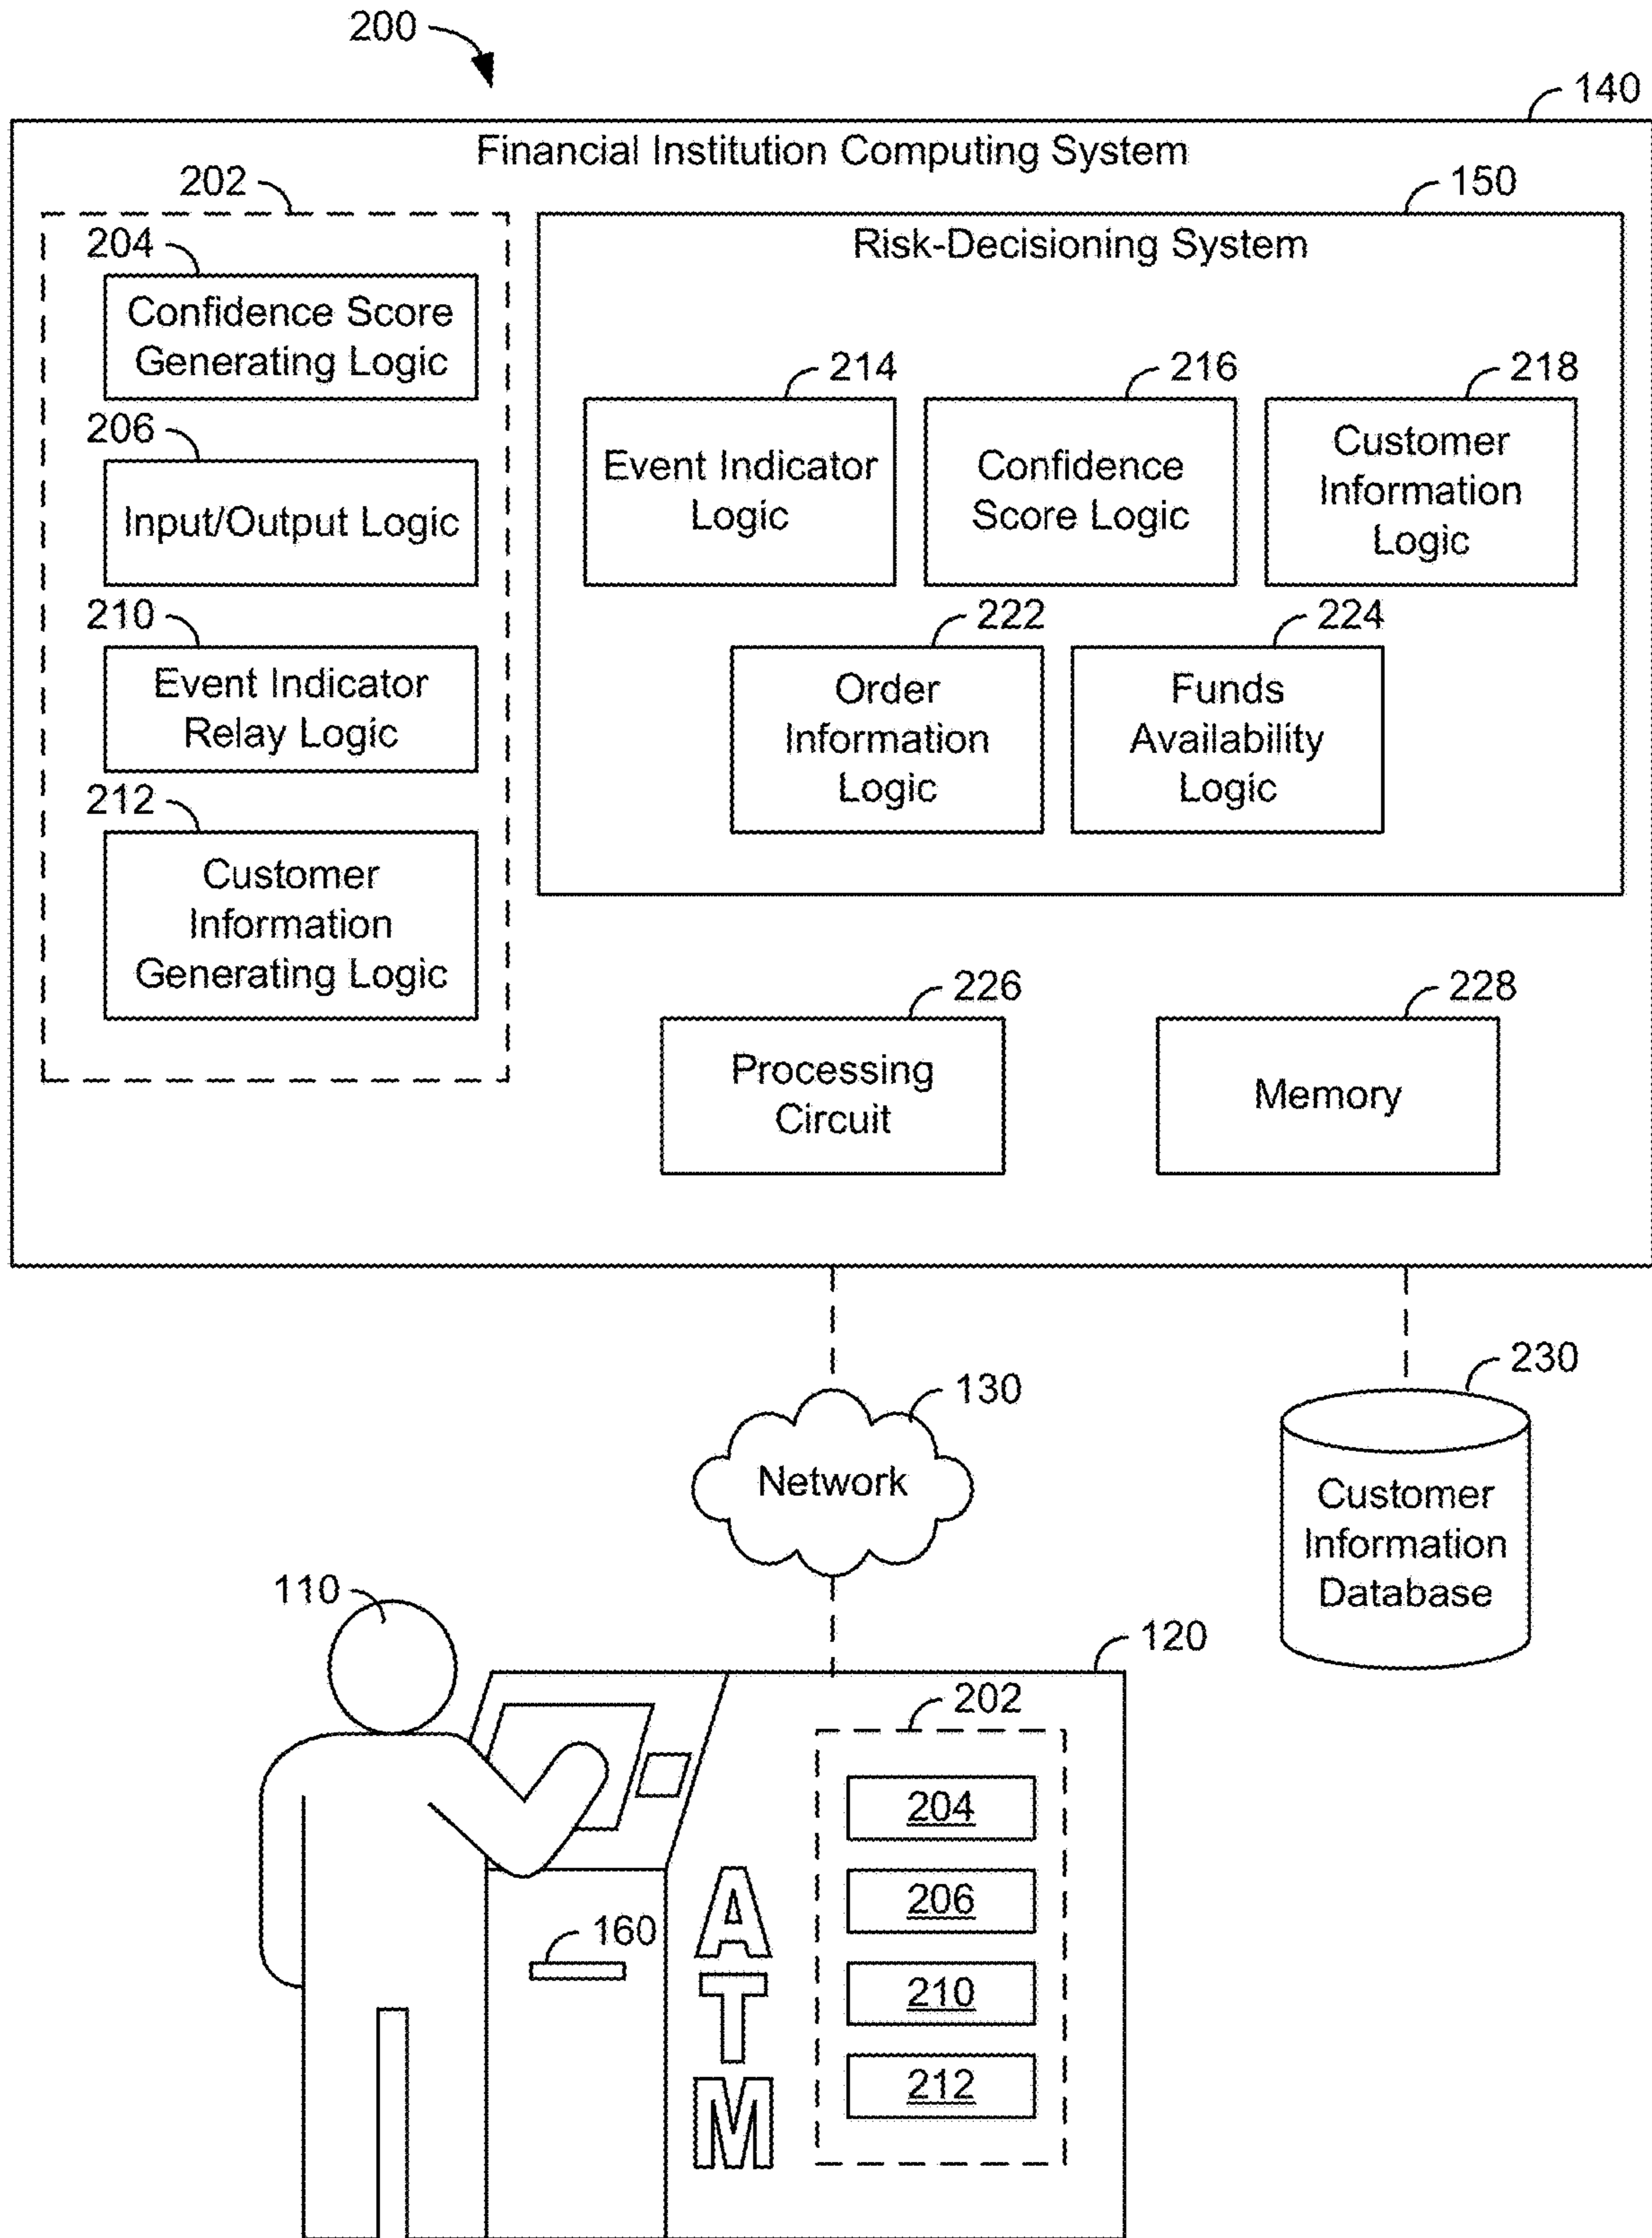 200
140
Financial Institution Computing System
202
150
204
Risk-Decisioning System
Confidence Score
Generating Logic
214
216
218
206
Event Indicator
Logic
Confidence
Score Logic
Customer
Information
Logic
Input/Output Logic
210
222
224
Event Indicator
Relay Logic
Order
Information
Logic
Funds
Availability
Logic
212
Customer
Information
Generating Logic
226
228
Processing
Circuit
Memory
230
130
Network
Customer
Information
Database
110
120
202
204
206
160
210
212
ATM